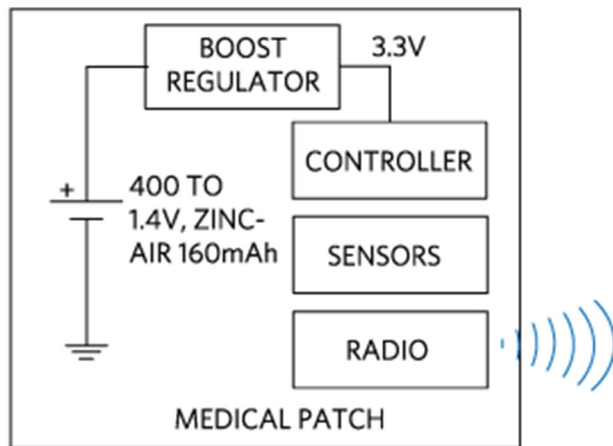 BOOST
REGULATOR
3.3V
CONTROLLER
+
400 TO
1.4V, ZINC-
AIR 160mAh
SENSORS
RADIO
MEDICAL PATCH